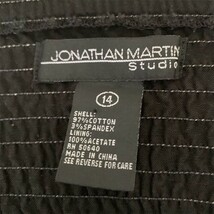 JONATHAN MARTIN
Studio
14
SHELL:
97% COTTON
3% SPANDEX
LINING:
100% ACETATE
RN 50640
MADE IN CHINA
SEE REVERSE FOR CARE